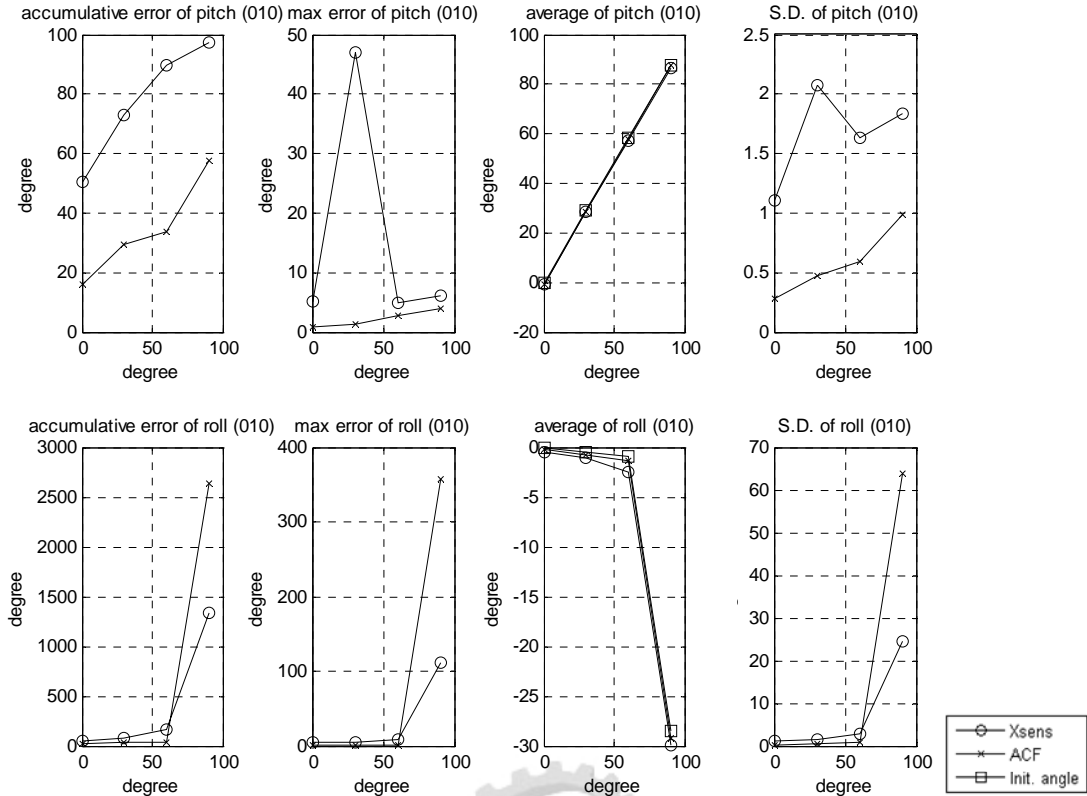 accumulative error of pitch (010)
degree
100
80
60
40
20
0
0 50 100
degree
max error of pitch (010)
degree
50
45
40
35
30
25
20
15
10
5
0
0 50 100
degree
average of pitch (010)
degree
100
80
60
40
20
0
-20
0 50 100
degree
S.D. of pitch (010)
degree
2.5
2
1.5
1
0.5
0
0 50 100
degree
accumulative error of roll (010)
degree
3000
2500
2000
1500
1000
500
0
0 50 100
degree
max error of roll (010)
degree
400
300
200
100
0
0 50 100
degree
average of roll (010)
degree
0
-5
-10
-15
-20
-25
-30
0 50 100
degree
S.D. of roll (010)
70
60
50
40
30
20
10
0
0 50 100
degree
Xsens
ACF
Init. angle